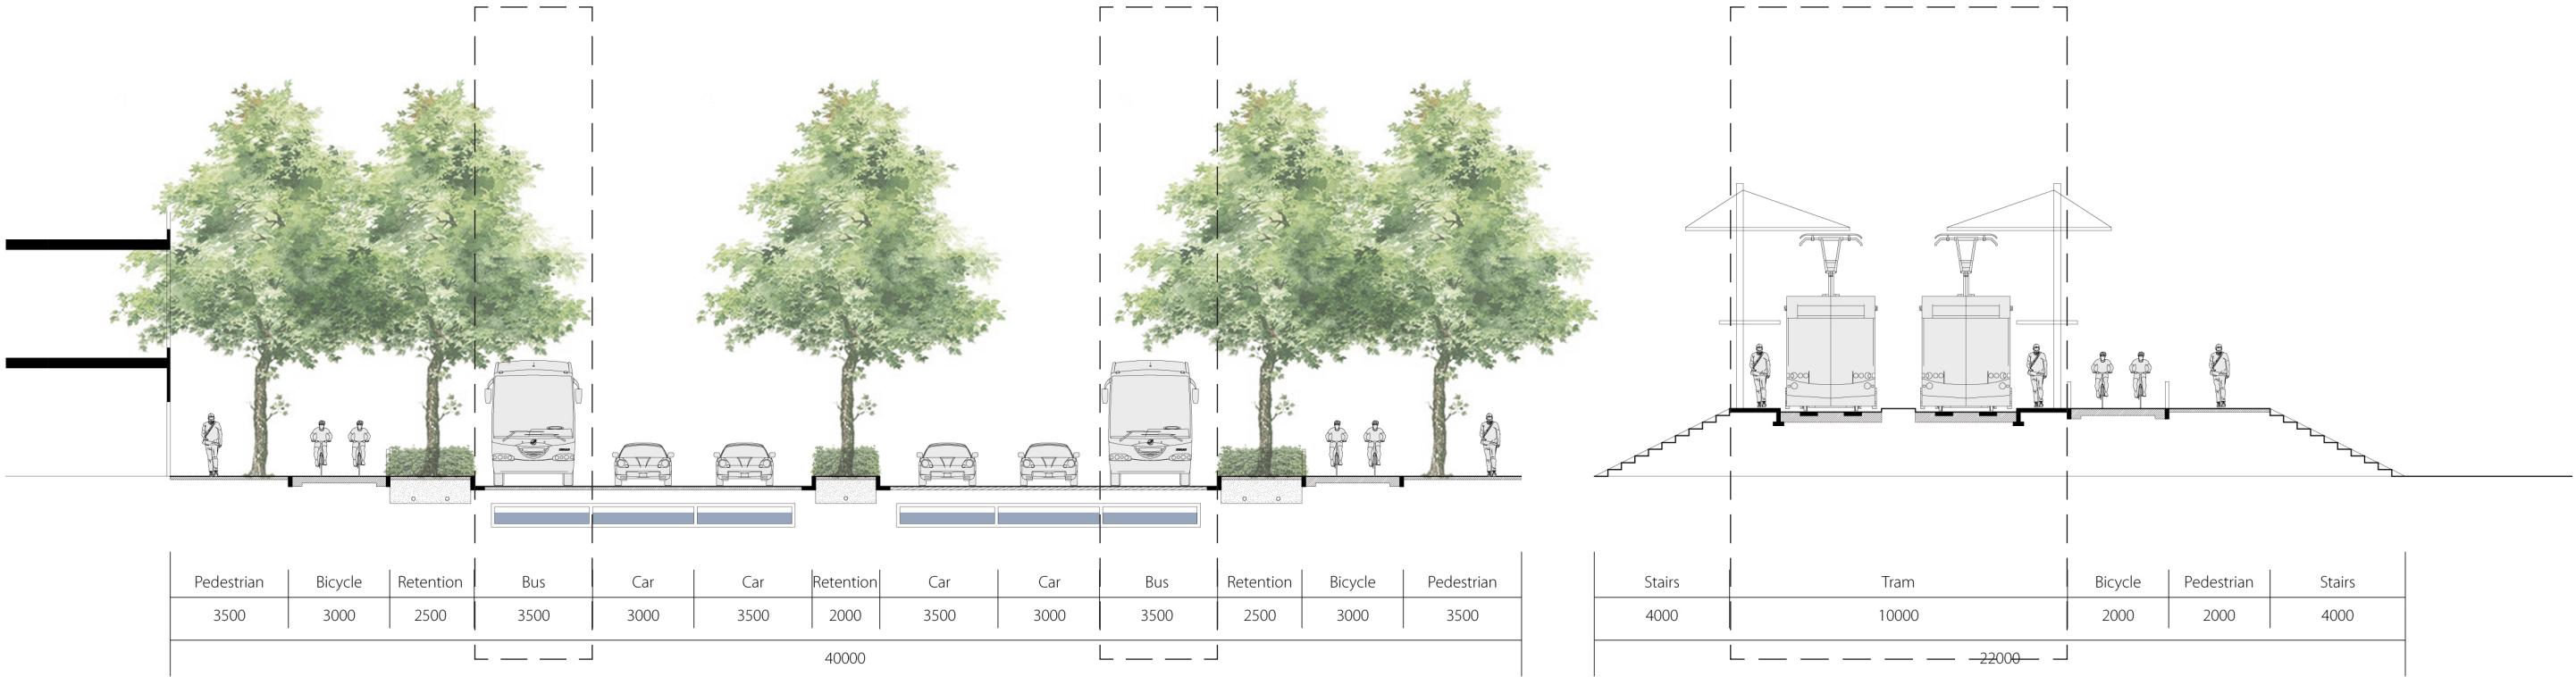 Pedestrian Bicycle Retention Bus Car Car Retention Car Car Bus Retention Bicycle Pedestrian
3500 3000 2500 3500 3000 3500 2000 3500 3000 3500 2500 3000 3500
40000
Stairs Tram Bicycle Pedestrian Stairs
4000 10000 2000 2000 4000
22000